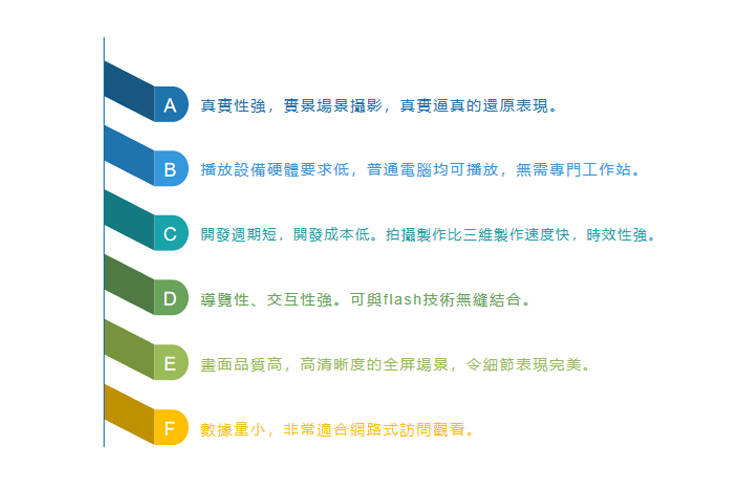 A 真實性強，實景場景攝影，真實逼真的還原表現。
B 播放設備硬體要求低，普通電腦均可播放，無需專門工作站。
C 開發週期短，開發成本低。拍攝製作比三維製作速度快，時效性強。
D 導覽性、交互性強。可與flash技術無縫結合。
E 畫面品質高，高清晰度的全屏場景，令細節表現完美。
F 數據量小，非常適合網路式訪問觀看。